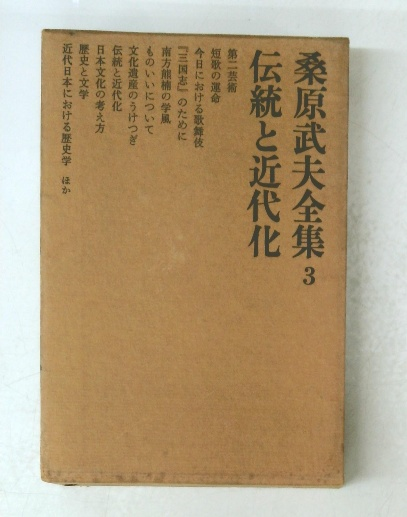 桑原武夫全集3
伝統と近代化
第二芸術
短歌の運命
今日における歌舞伎
『三国志』のために
南方熊楠の学風
ものいいについて
文化遺産のうけつぎ
伝統と近代化
日本文化の考え方
歴史と文学
近代日本における歴史学 ほか